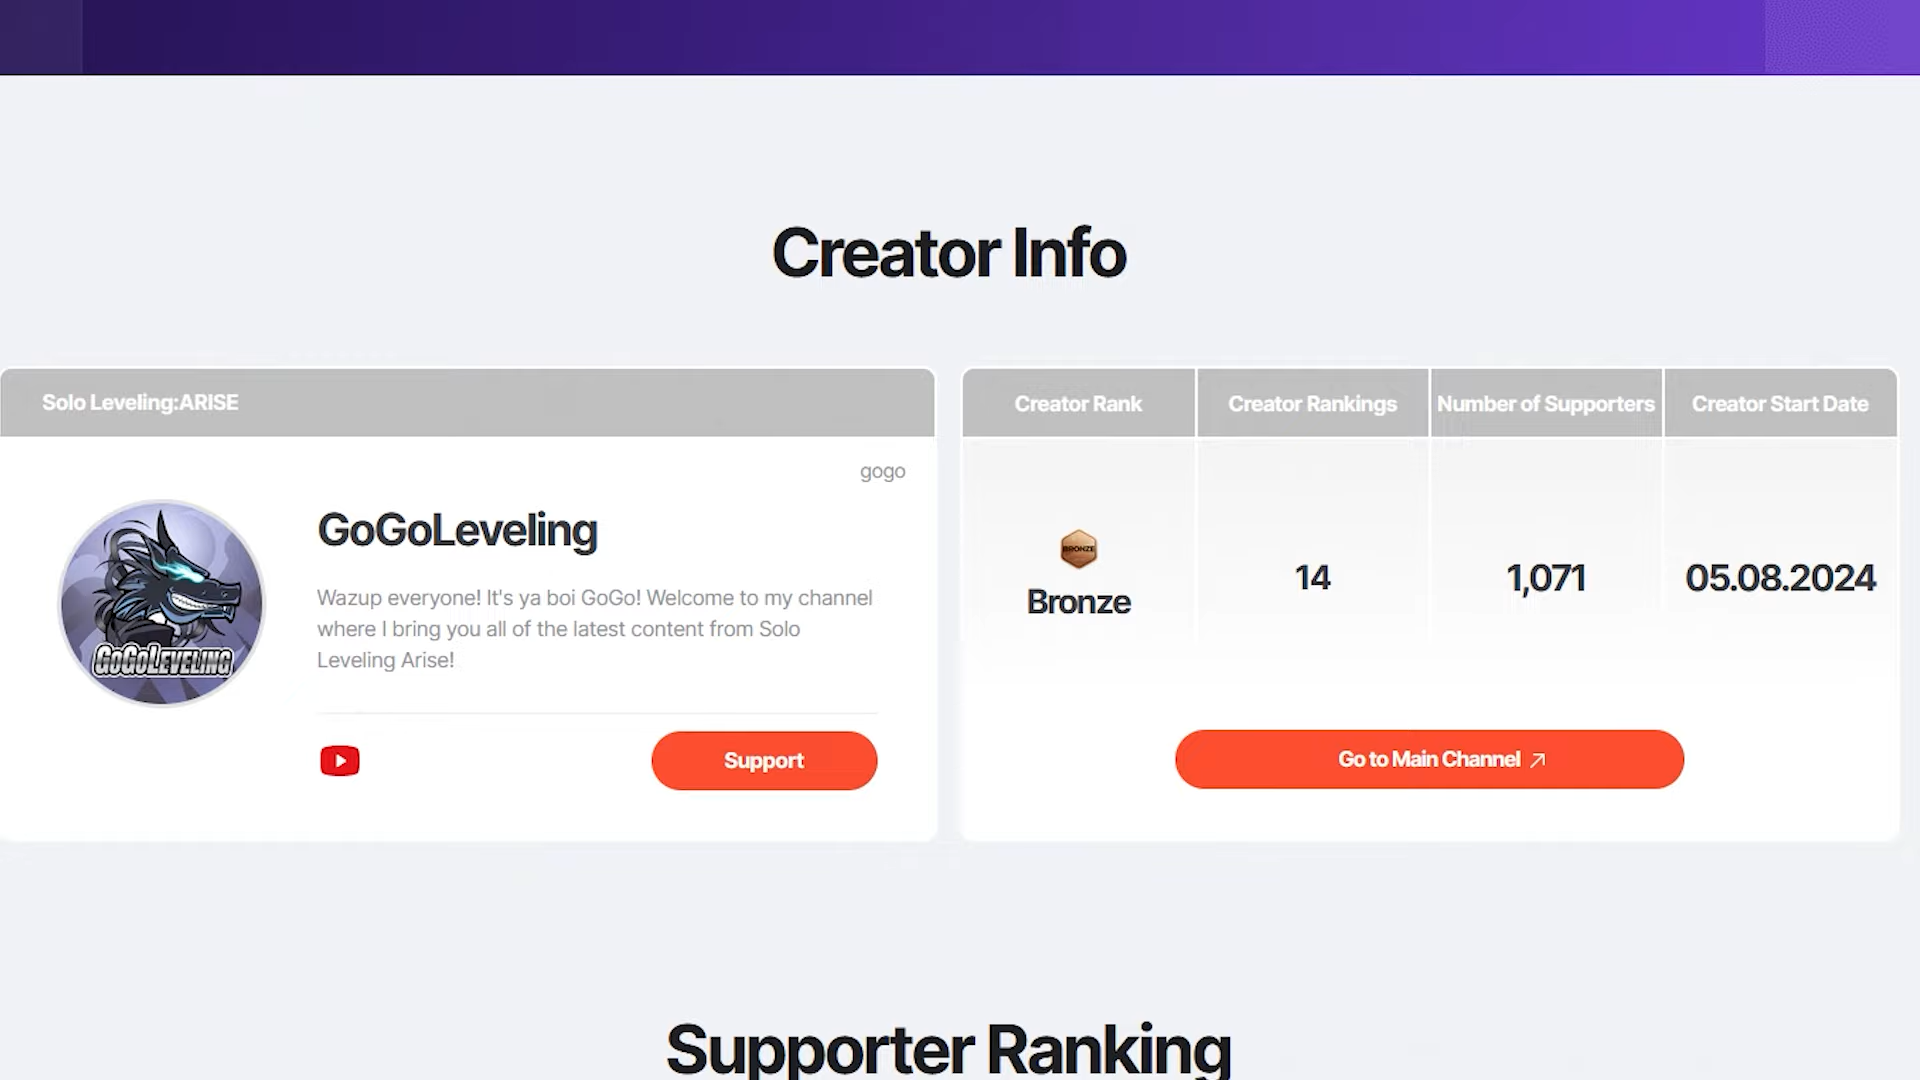 Creator Info
Solo Leveling:ARISE
gogo
GoGoLeveling
Wazup everyone! It's ya boi GoGo! Welcome to my channel
where I bring you all of the latest content from Solo
Leveling Arise!
GoGoLeveling
Support
Creator Rank
Creator Rankings
Number of Supporters
Creator Start Date
BRONZE
Bronze
14
1,071
05.08.2024
Go to Main Channel
Supporter Ranking